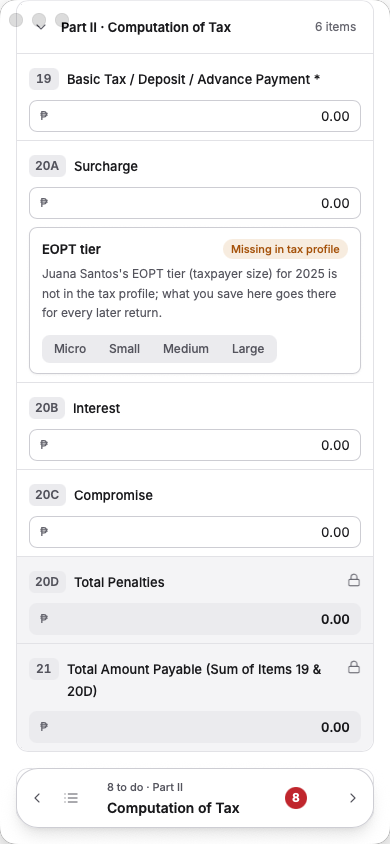 Part II · Computation of Tax
6 items
19 Basic Tax / Deposit / Advance Payment *
₱ 0.00
20A Surcharge
₱ 0.00
EOPT tier
Missing in tax profile
Juana Santos's EOPT tier (taxpayer size) for 2025 is
not in the tax profile; what you save here goes there
for every later return.
Micro Small Medium Large
20B Interest
₱ 0.00
20C Compromise
₱ 0.00
20D Total Penalties
₱ 0.00
21 Total Amount Payable (Sum of Items 19 &
20D)
₱ 0.00
8 to do · Part II
Computation of Tax
8